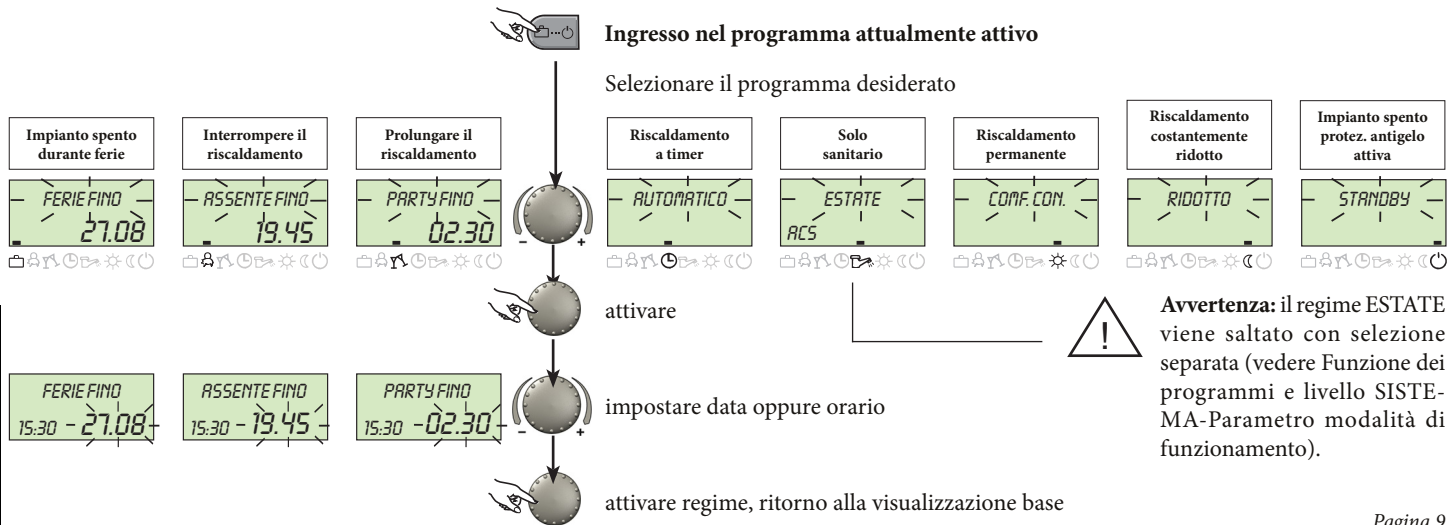 Ingresso nel programma attualmente attivo
Selezionare il programma desiderato
Impianto spento
durante ferie
Interrompere il
riscaldamento
Prolungare il
riscaldamento
Riscaldamento
a timer
Solo
sanitario
Riscaldamento
permanente
Riscaldamento
costantemente
ridotto
Impianto spento
protez. antigelo
attiva
FERIE FINO
27.08
ASSENTE FINO
19.45
PARTY FINO
02.30
- +
AUTOMATICO
ESTATE
ACS
COMF. CON.
RIDOTTO
STANDBY
attivare
Avvertenza: il regime ESTATE
viene saltato con selezione
separata (vedere Funzione dei
programmi e livello SISTE-
MA-Parametro modalità di
funzionamento).
FERIE FINO
15:30 - 27.08
ASSENTE FINO
15:30 - 19.45
PARTY FINO
15:30 - 02.30
- +
impostare data oppure orario
attivare regime, ritorno alla visualizzazione base
Pagina 9